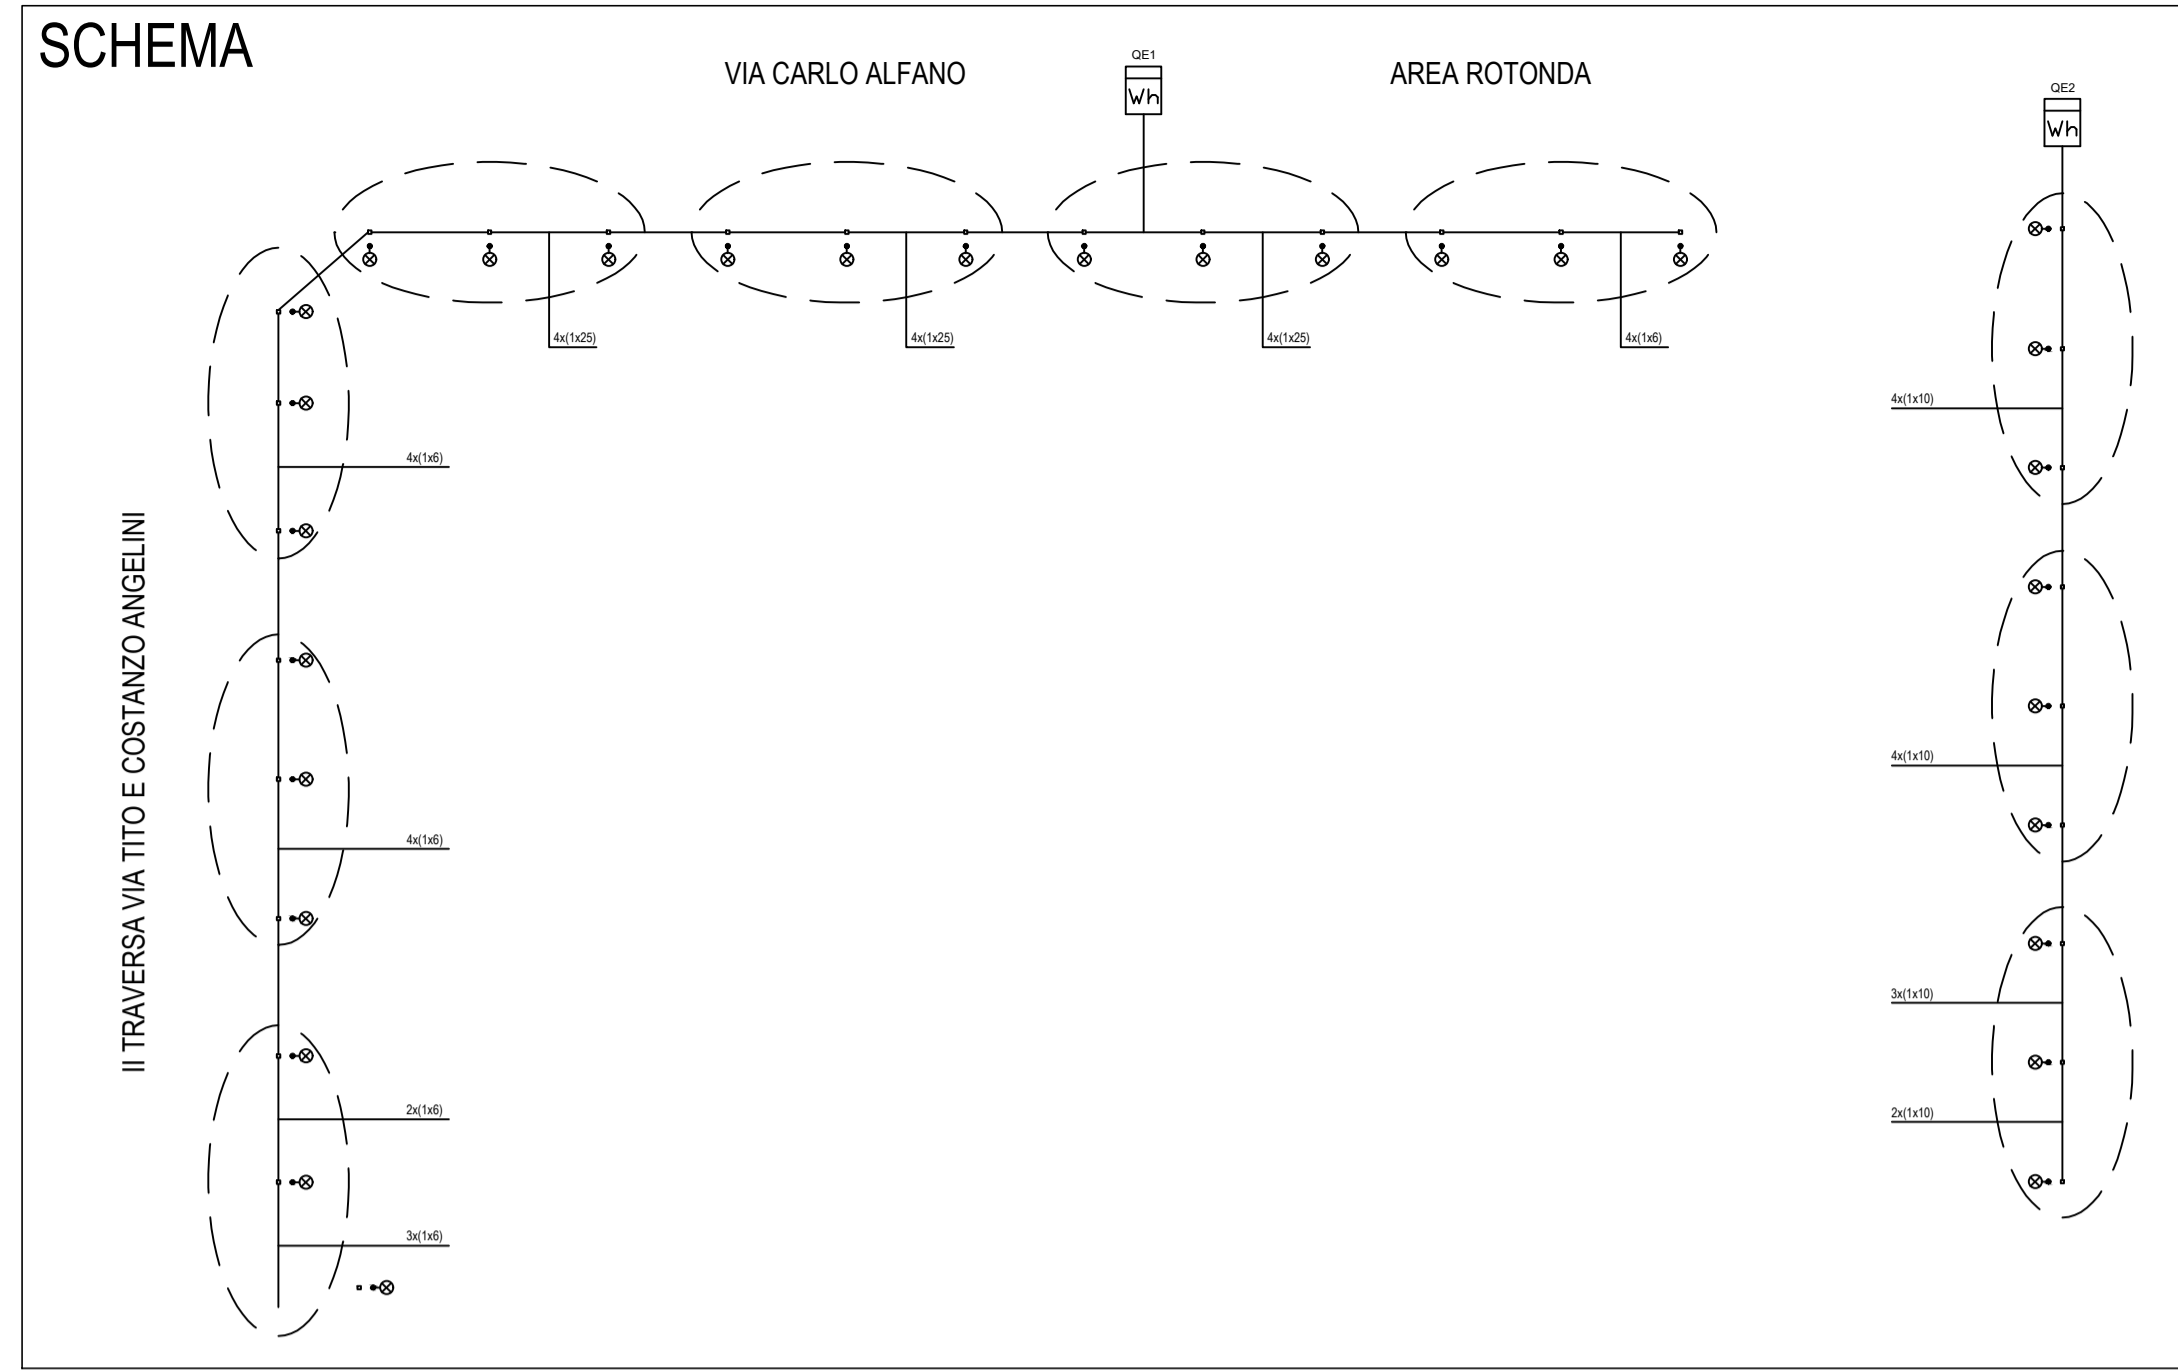 SCHEMA
QE1
VIA CARLO ALFANO
AREA ROTONDA
Wh
QE2
Wh
4x(1x25)
4x(1x25)
4x(1x25)
4x(1x6)
4x(1x10)
4x(1x6)
II TRAVERSA VIA TITO E COSTANZO ANGELINI
4x(1x10)
4x(1x6)
3x(1x10)
2x(1x6)
2x(1x10)
3x(1x6)